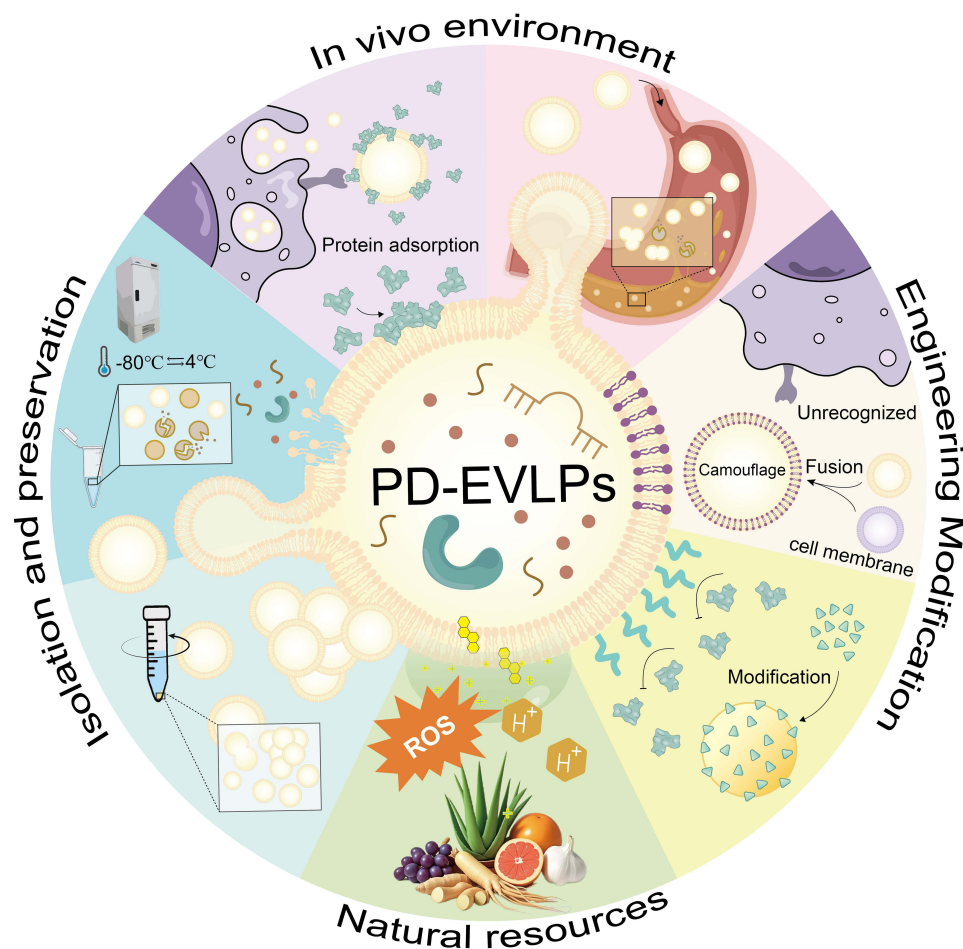 In vivo environment
Protein adsorption
Engineering Modification
Unrecognized
Camouflage
Fusion
cell membrane
Modification
Isolation and preservation
-80℃⇋4℃
PD-EVLPs
ROS
H+
H+
Natural resources